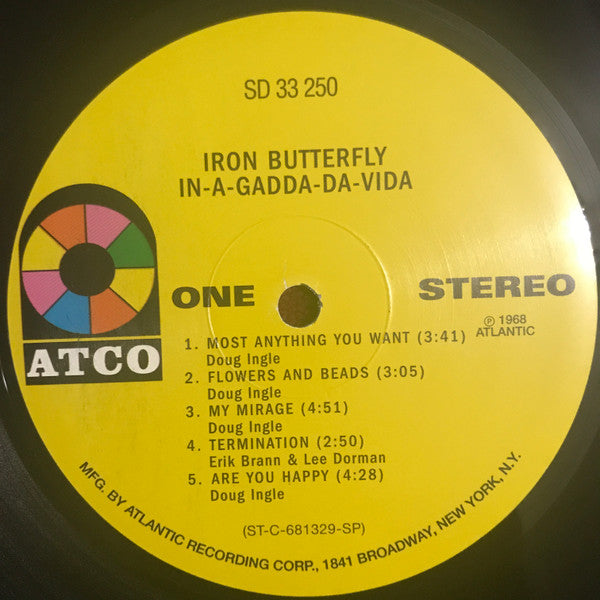 SD 33 250
IRON BUTTERFLY
IN-A-GADDA-DA-VIDA
ATCO
ONE
STEREO
℗ 1968
ATLANTIC
1. MOST ANYTHING YOU WANT (3:41)
Doug Ingle
2. FLOWERS AND BEADS (3:05)
Doug Ingle
3. MY MIRAGE (4:51)
Doug Ingle
4. TERMINATION (2:50)
Erik Brann & Lee Dorman
5. ARE YOU HAPPY (4:28)
Doug Ingle
(ST-C-681329-SP)
MFG. BY ATLANTIC RECORDING CORP., 1841 BROADWAY, NEW YORK, N.Y.